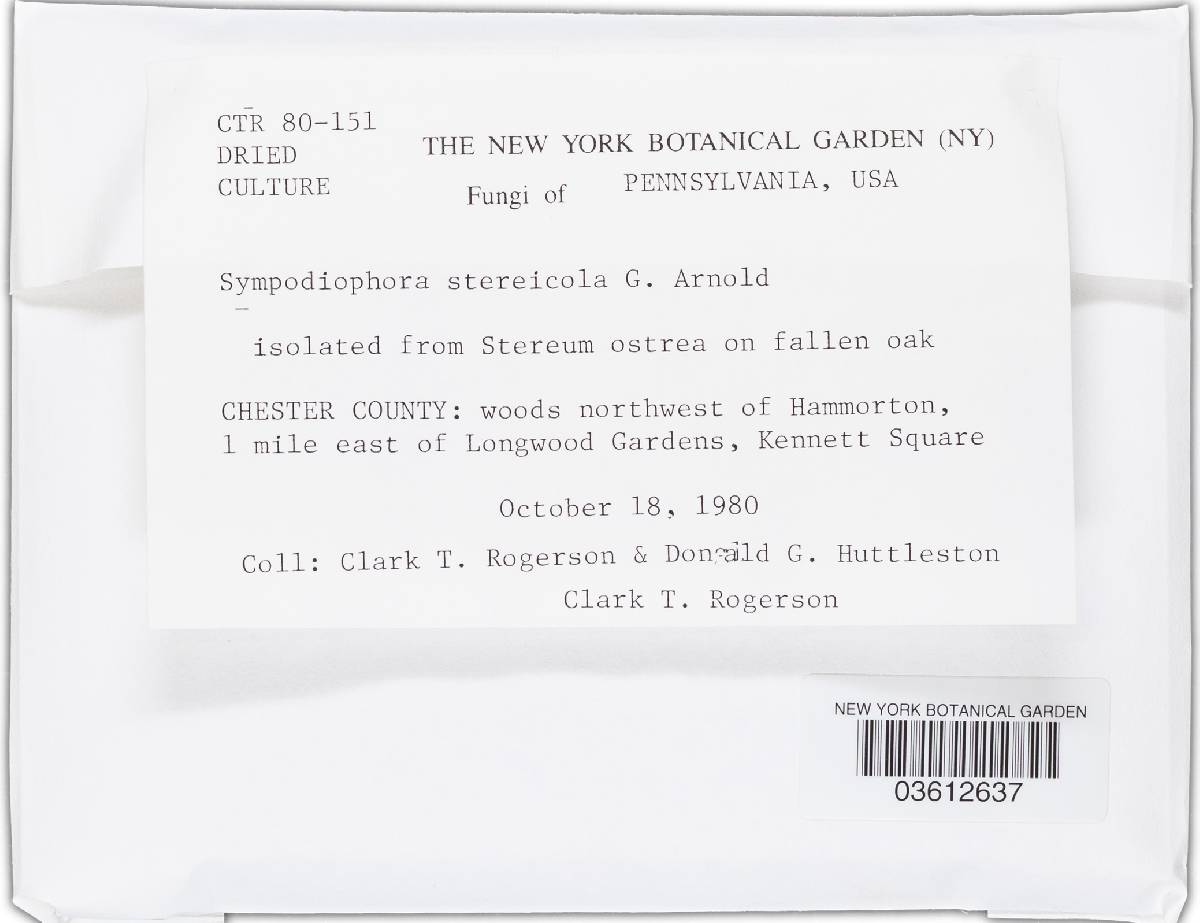 CTR 80-151
DRIED
CULTURE
THE NEW YORK BOTANICAL GARDEN (NY)
Fungi of PENNSYLVANIA, USA
Sympodiophora stereicola G. Arnold
isolated from Stereum ostrea on fallen oak
CHESTER COUNTY: woods northwest of Hammorton,
1 mile east of Longwood Gardens, Kennett Square
October 18, 1980
Coll: Clark T. Rogerson & Donald G. Huttleston
Clark T. Rogerson
NEW YORK BOTANICAL GARDEN
03612637